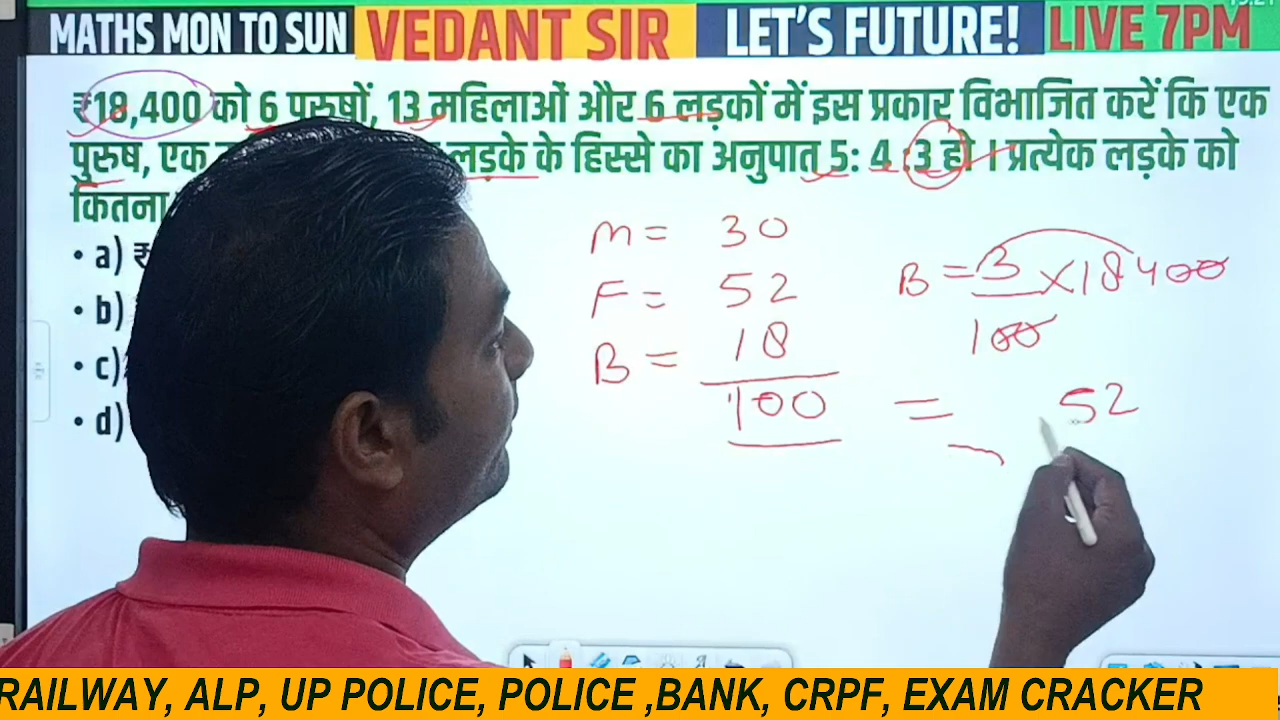 MATHS MON TO SUN VEDANT SIR LET'S FUTURE! LIVE 7PM
₹18,400 को 6 पुरुषों, 13 महिलाओं और 6 लड़कों में इस प्रकार विभाजित करें कि एक
पुरुष, एक लड़के के हिस्से का अनुपात 5: 4 :3 हो । प्रत्येक लड़के को
कितना
• a) ₹
• b)
• c)
• d)
M = 30
F = 52
B = 18
100
B = 3 × 18400
100
= 52
RAILWAY, ALP, UP POLICE, POLICE ,BANK, CRPF, EXAM CRACKER